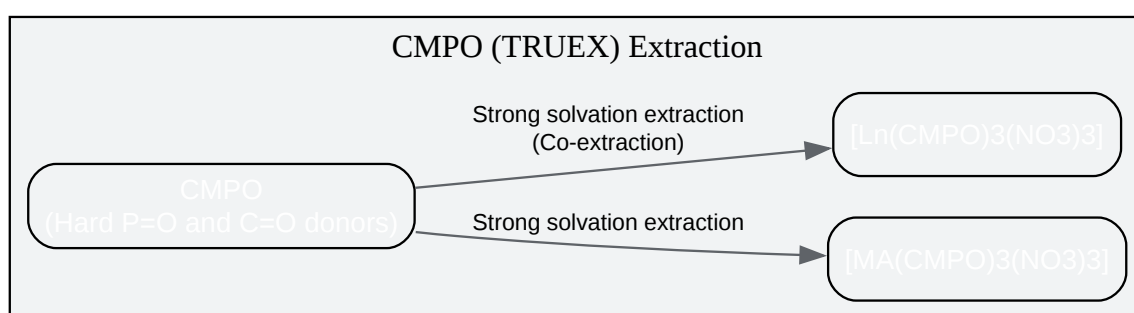 CMPO (TRUEX) Extraction
Strong solvation extraction
(Co-extraction)
[Ln(CMPO)3(NO3)3]
CMPO
(Hard P=O and C=O donors)
Strong solvation extraction
[MA(CMPO)3(NO3)3]